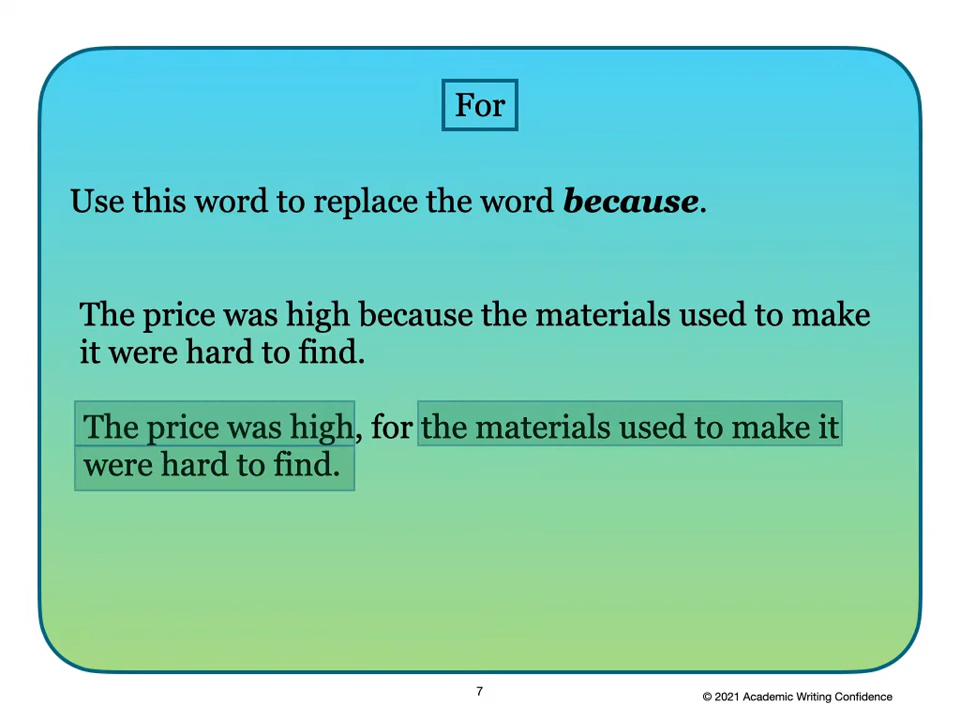 For
Use this word to replace the word because.
The price was high because the materials used to make
it were hard to find.
The price was high, for the materials used to make it
were hard to find.
7
© 2021 Academic Writing Confidence